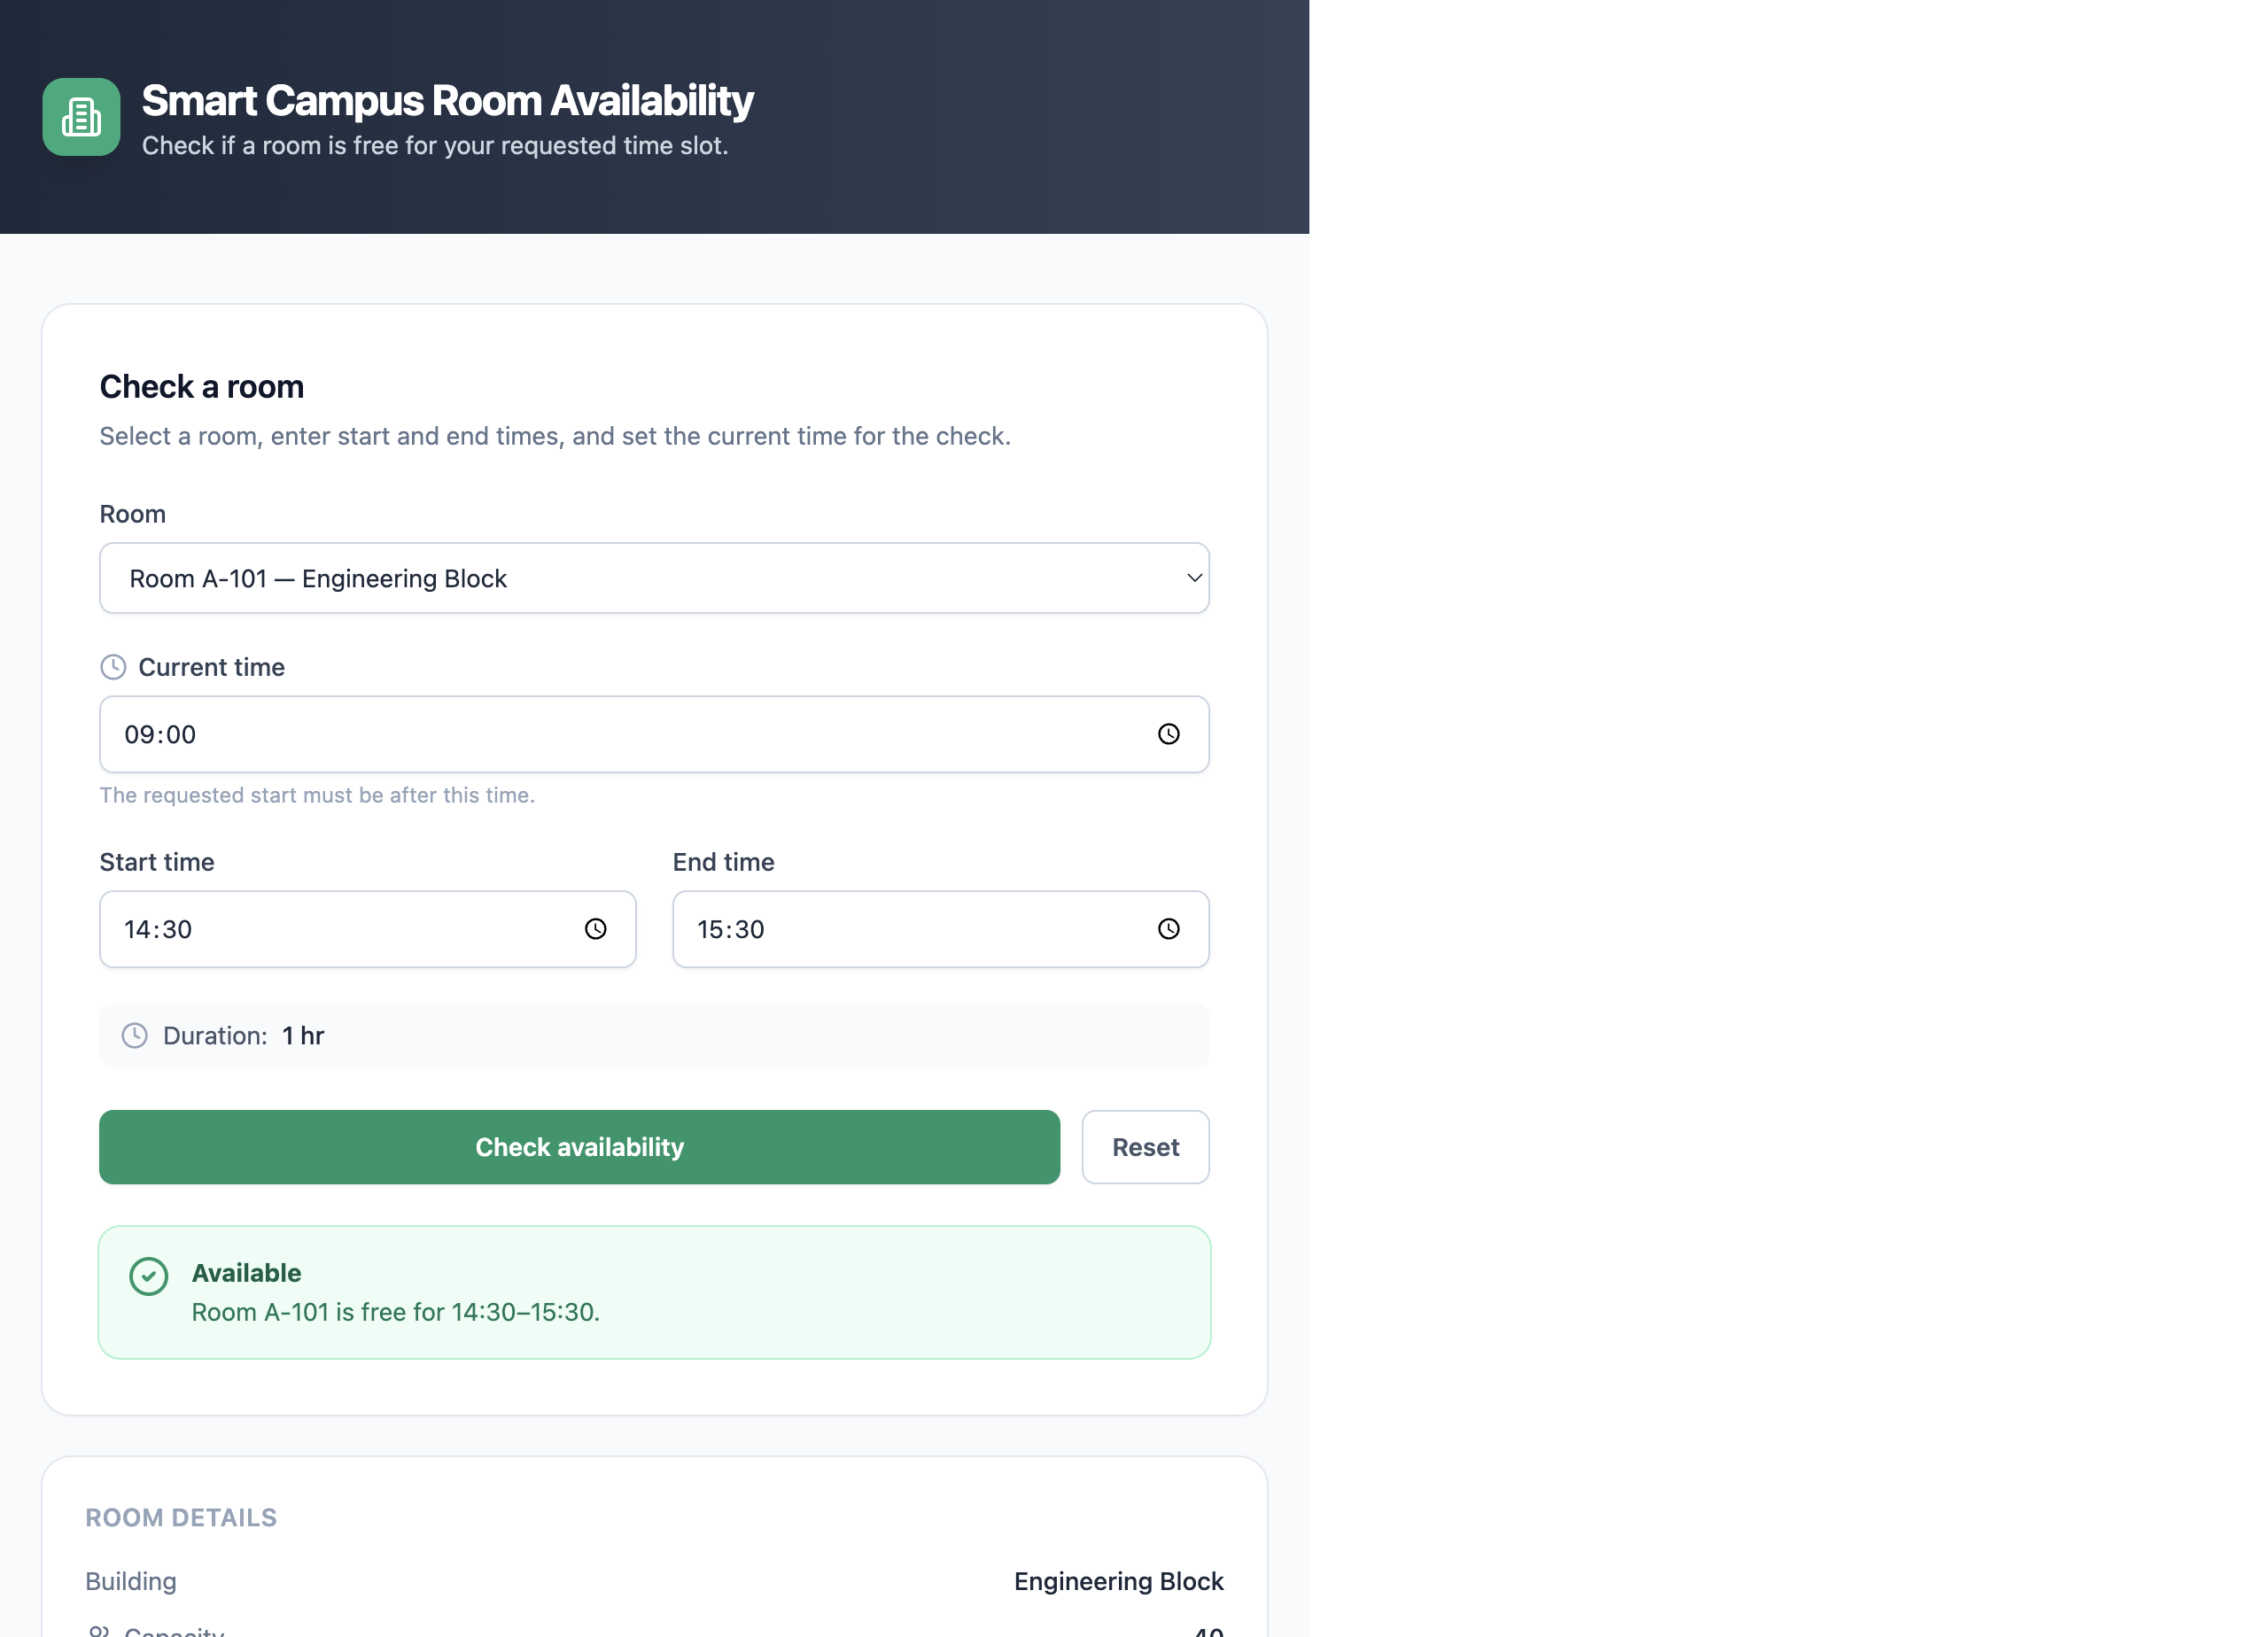 Smart Campus Room Availability
Check if a room is free for your requested time slot.
Check a room
Select a room, enter start and end times, and set the current time for the check.
Room
Room A-101 — Engineering Block
Current time
09:00
The requested start must be after this time.
Start time
End time
14:30
15:30
Duration: 1 hr
Check availability
Reset
Available
Room A-101 is free for 14:30–15:30.
ROOM DETAILS
Building
Engineering Block
Capacity
40